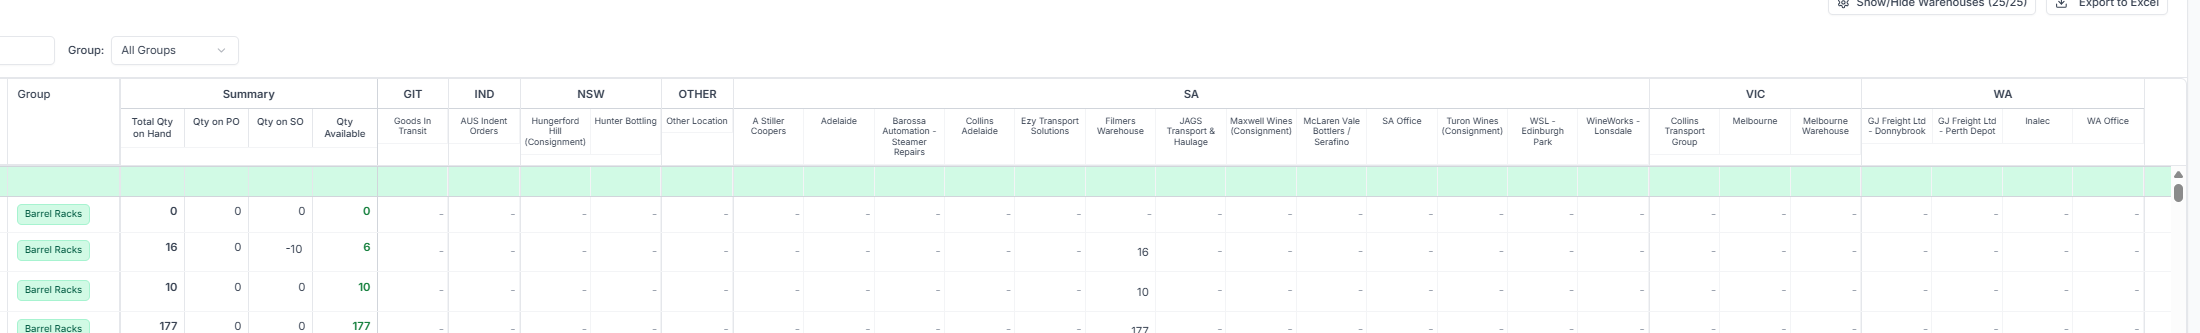 Show/Hide Warehouses (25/25) Export to Excel
Group: All Groups
Group Summary GIT IND NSW OTHER SA VIC WA
Total Qty on Hand Qty on PO Qty on SO Qty Available Goods In Transit AUS Indent Orders Hungerford Hill (Consignment) Hunter Bottling Other Location A Stiller Coopers Adelaide Barossa Automation - Steamer Repairs Collins Adelaide Ezy Transport Solutions Filmers Warehouse JAGS Transport & Haulage Maxwell Wines (Consignment) McLaren Vale Bottlers / Serafino SA Office Turon Wines (Consignment) WSL - Edinburgh Park WineWorks - Lonsdale Collins Transport Group Melbourne Melbourne Warehouse GJ Freight Ltd - Donnybrook GJ Freight Ltd - Perth Depot Inalec WA Office
Barrel Racks 0 0 0 0 - - - - - - - - - - - - - - - - - - - - - - - - -
Barrel Racks 16 0 -10 6 - - - - - - - - - - 16 - - - - - - - - - - - - - -
Barrel Racks 10 0 0 10 - - - - - - - - - - 10 - - - - - - - - - - - - - -
Barrel Racks 177 0 0 177 - - - - - - - - - - 177 - - - - - - - - - - - - - -